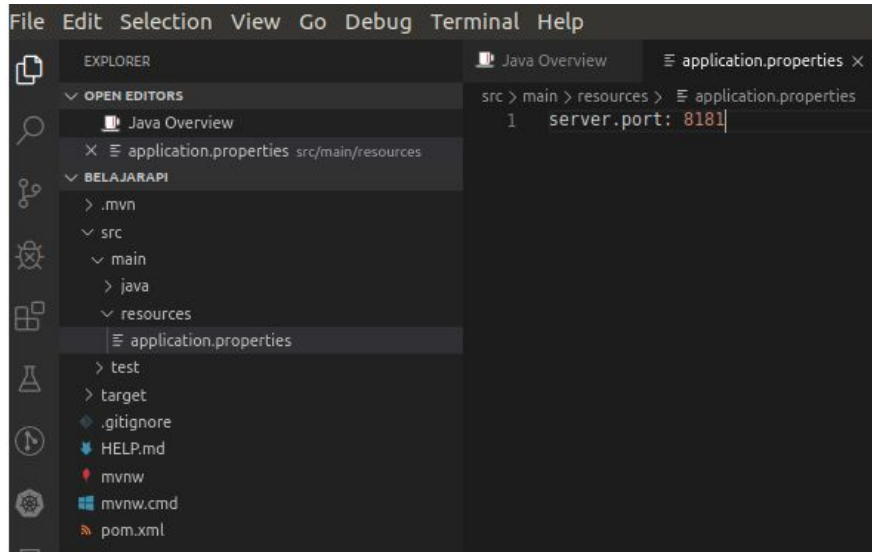 File Edit Selection View Go Debug Terminal Help
EXPLORER
OPEN EDITORS
Java Overview
application.properties src/main/resources
BELAJARAPI
.mvn
src
main
java
resources
application.properties
test
target
.gitignore
HELP.md
mvnw
mvnw.cmd
pom.xml
Java Overview application.properties
src > main > resources > application.properties
1 server.port: 8181